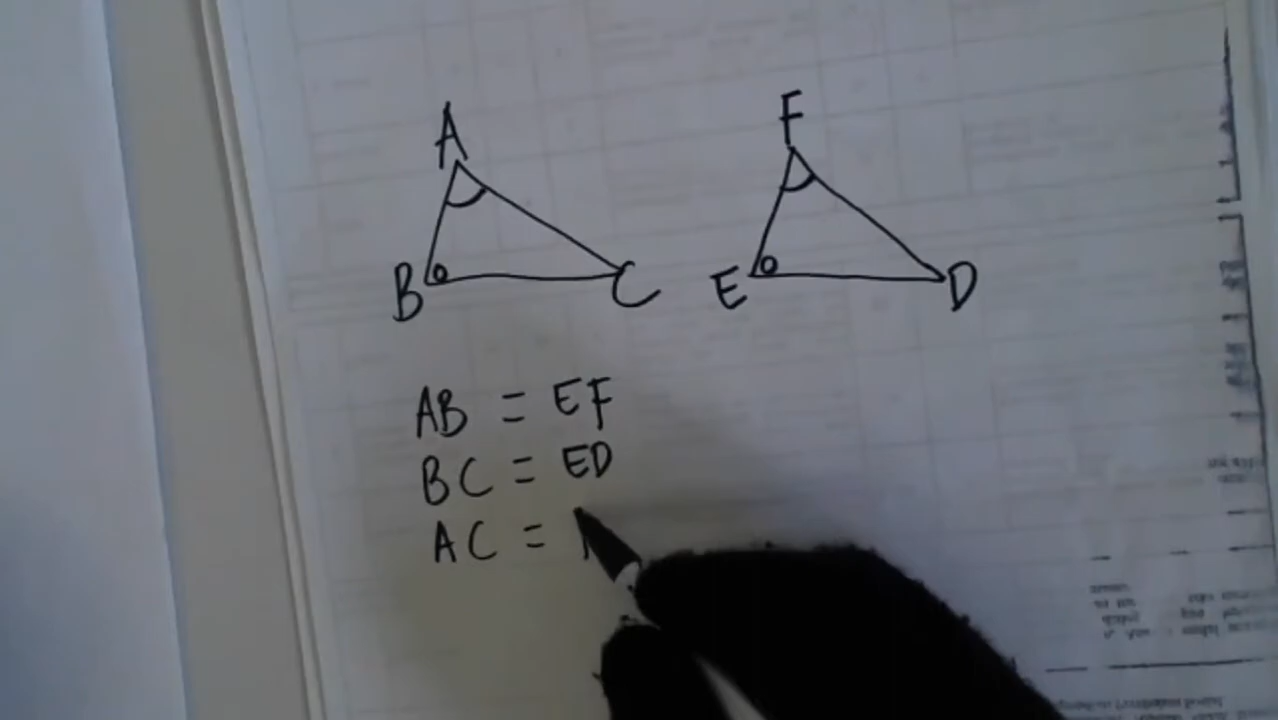 A
F
B
C
E
D
AB = EF
BC = ED
AC =